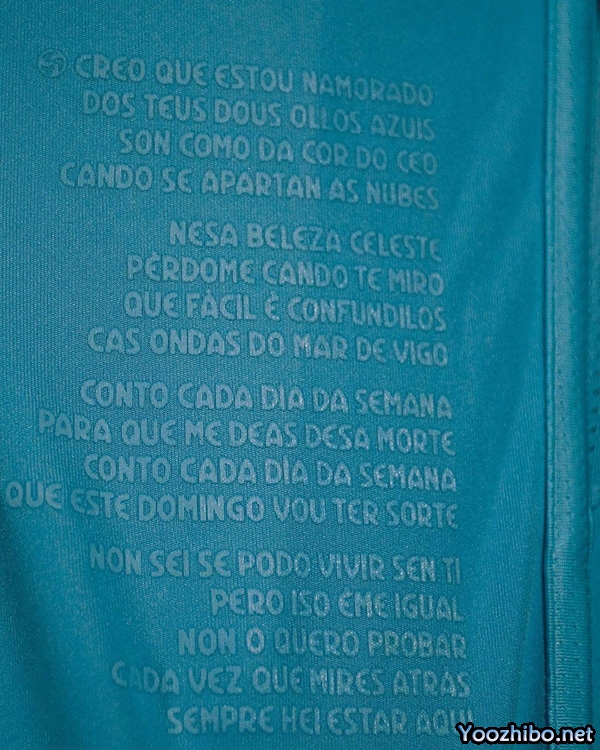 CREO QUE ESTOU NAMORADO
DOS TEUS DOUS OLLOS AZUIS
SON COMO DA COR DO CEO
CANDO SE APARTAN AS NUBES
NESA BELEZA CELESTE
PÉRDOME CANDO TE MIRO
QUE FÁCIL É CONFUNDILOS
CAS ONDAS DO MAR DE VIGO
CONTO CADA DÍA DA SEMANA
PARA QUE ME DEAS DESA MORTE
CONTO CADA DÍA DA SEMANA
QUE ESTE DOMINGO VOU TER SORTE
NON SEI SE PODO VIVIR SEN TI
PERO ISO EME IGUAL
NON O QUERO PROBAR
CADA VEZ QUE MIRES ATRÁS
SEMPRE HEI ESTAR AQUI
Yoozhibo.net